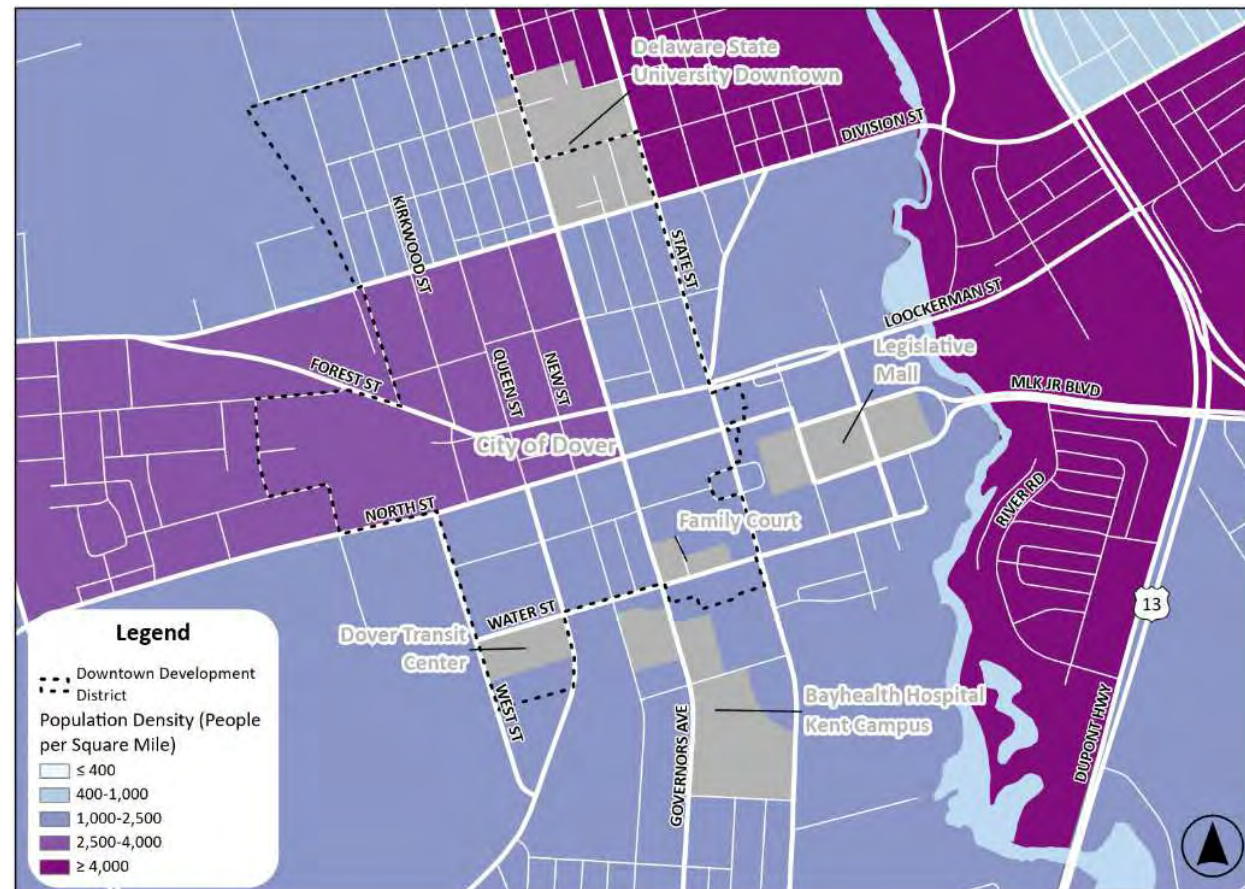 Delaware State
University Downtown
DIVISION ST
KIRKWOOD ST
STATE ST
LOOCKERMAN ST
Legislative
Mall
FOREST ST
QUEEN ST
NEW ST
MLK JR BLVD
City of Dover
NORTH ST
Family Court
RIVER RD
13
WATER ST
Dover Transit
Center
WEST ST
Bayhealth Hospital
Kent Campus
GOVERNORS AVE
DUPONT HWY
Legend
Downtown Development
District
Population Density (People
per Square Mile)
≤ 400
400-1,000
1,000-2,500
2,500-4,000
≥ 4,000